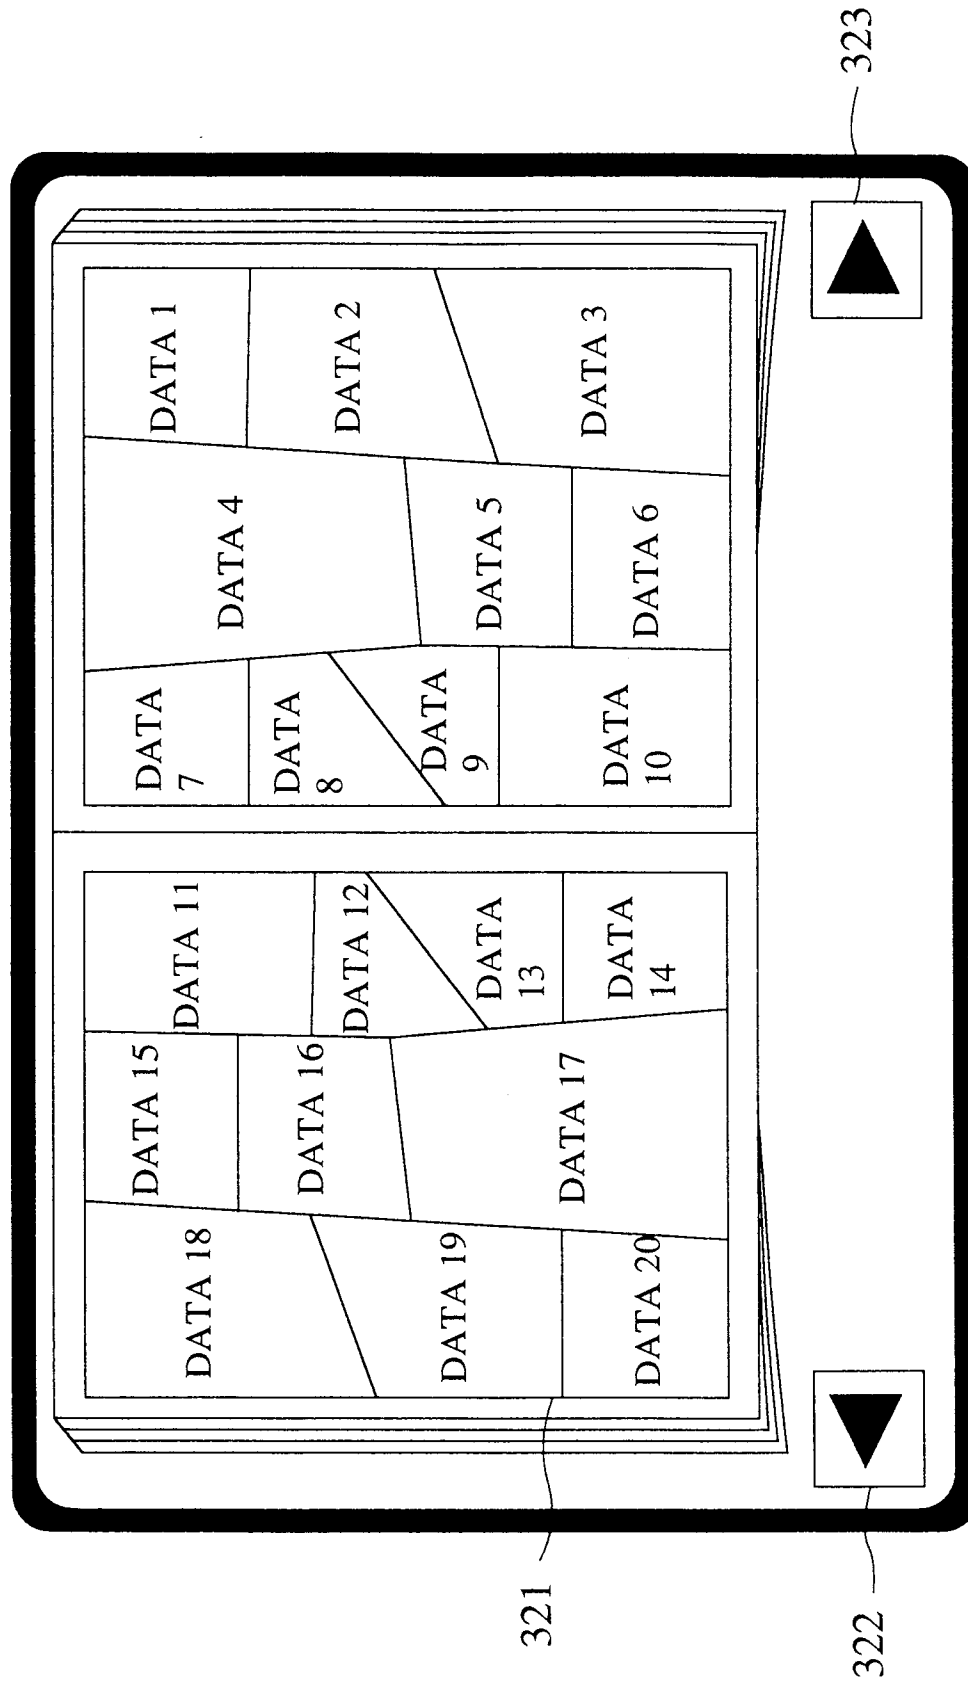 DATA 1
DATA 2
DATA 3
DATA 4
DATA 5
DATA 6
DATA
7
DATA
8
DATA
9
DATA
10
DATA 11
DATA 12
DATA
13
DATA
14
DATA 15
DATA 16
DATA 17
DATA 18
DATA 19
DATA 20
321
322
323